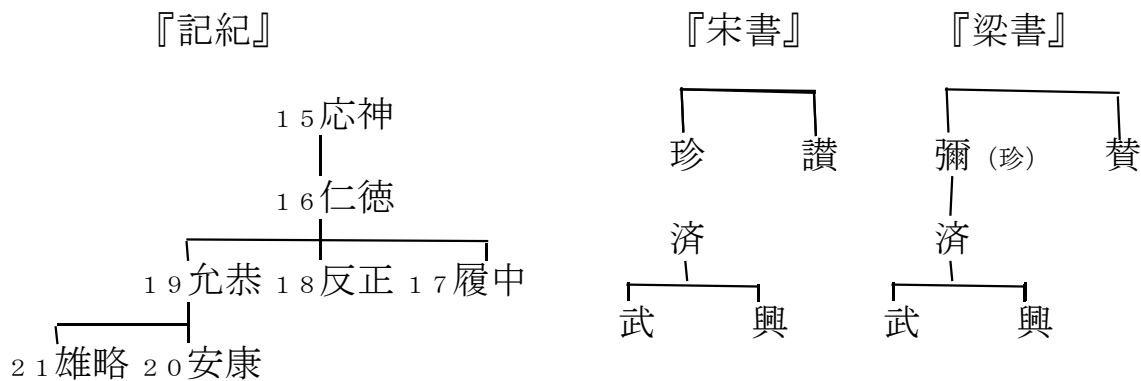 『記紀』 『宋書』 『梁書』
１５応神
珍 讃 彌（珍） 賛
１６仁徳
済 済
１９允恭 １８反正 １７履中
武 興 武 興
２１雄略 ２０安康